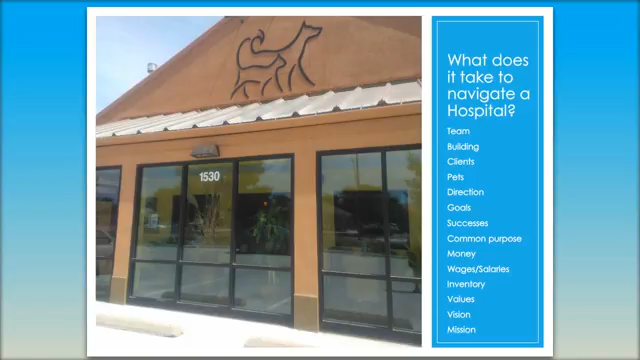 1530
What does
it take to
navigate a
Hospital?
Team
Building
Clients
Pets
Direction
Goals
Successes
Common purpose
Money
Wages/Salaries
Inventory
Values
Vision
Mission